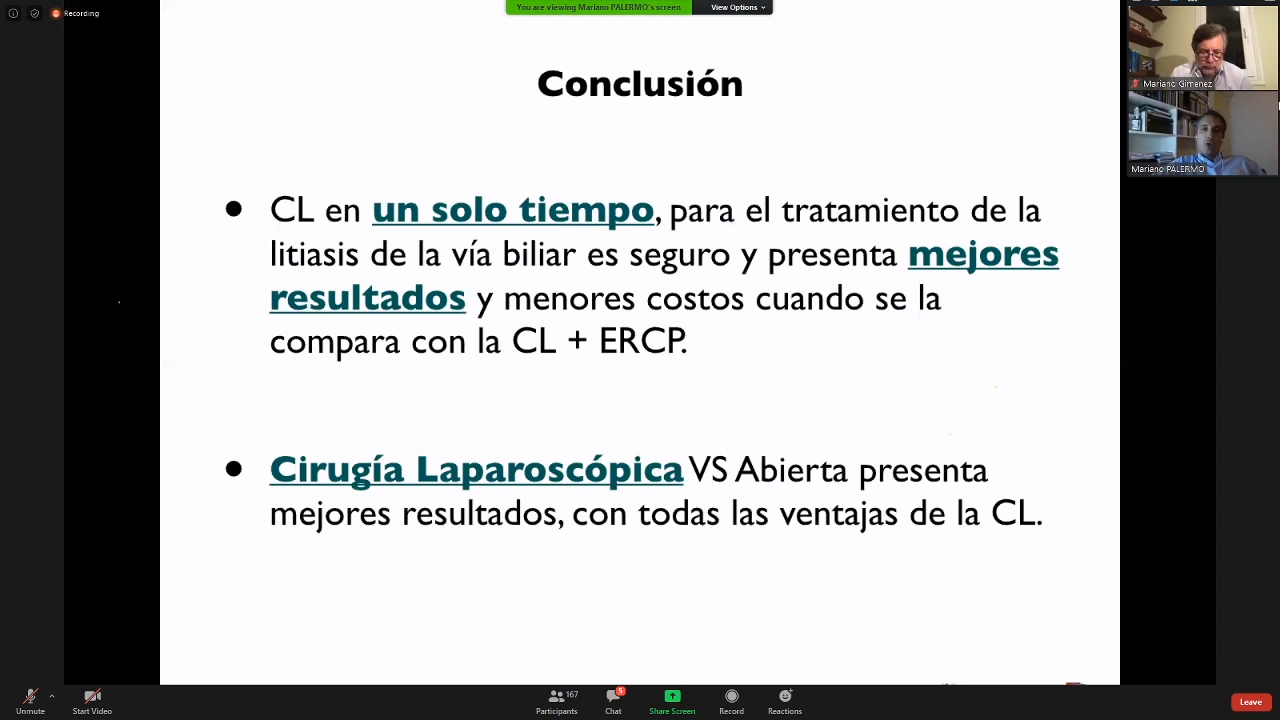 Recording
You are viewing Mariano PALERMO's screen
View Options
Mariano Gimenez
Mariano PALERMO
Conclusión
• CL en un solo tiempo, para el tratamiento de la
litiasis de la vía biliar es seguro y presenta mejores
resultados y menores costos cuando se la
compara con la CL + ERCP.
• Cirugía Laparoscópica VS Abierta presenta
mejores resultados, con todas las ventajas de la CL.
Unmute
Start Video
167
Participants
5
Chat
Share Screen
Record
Reactions
Leave